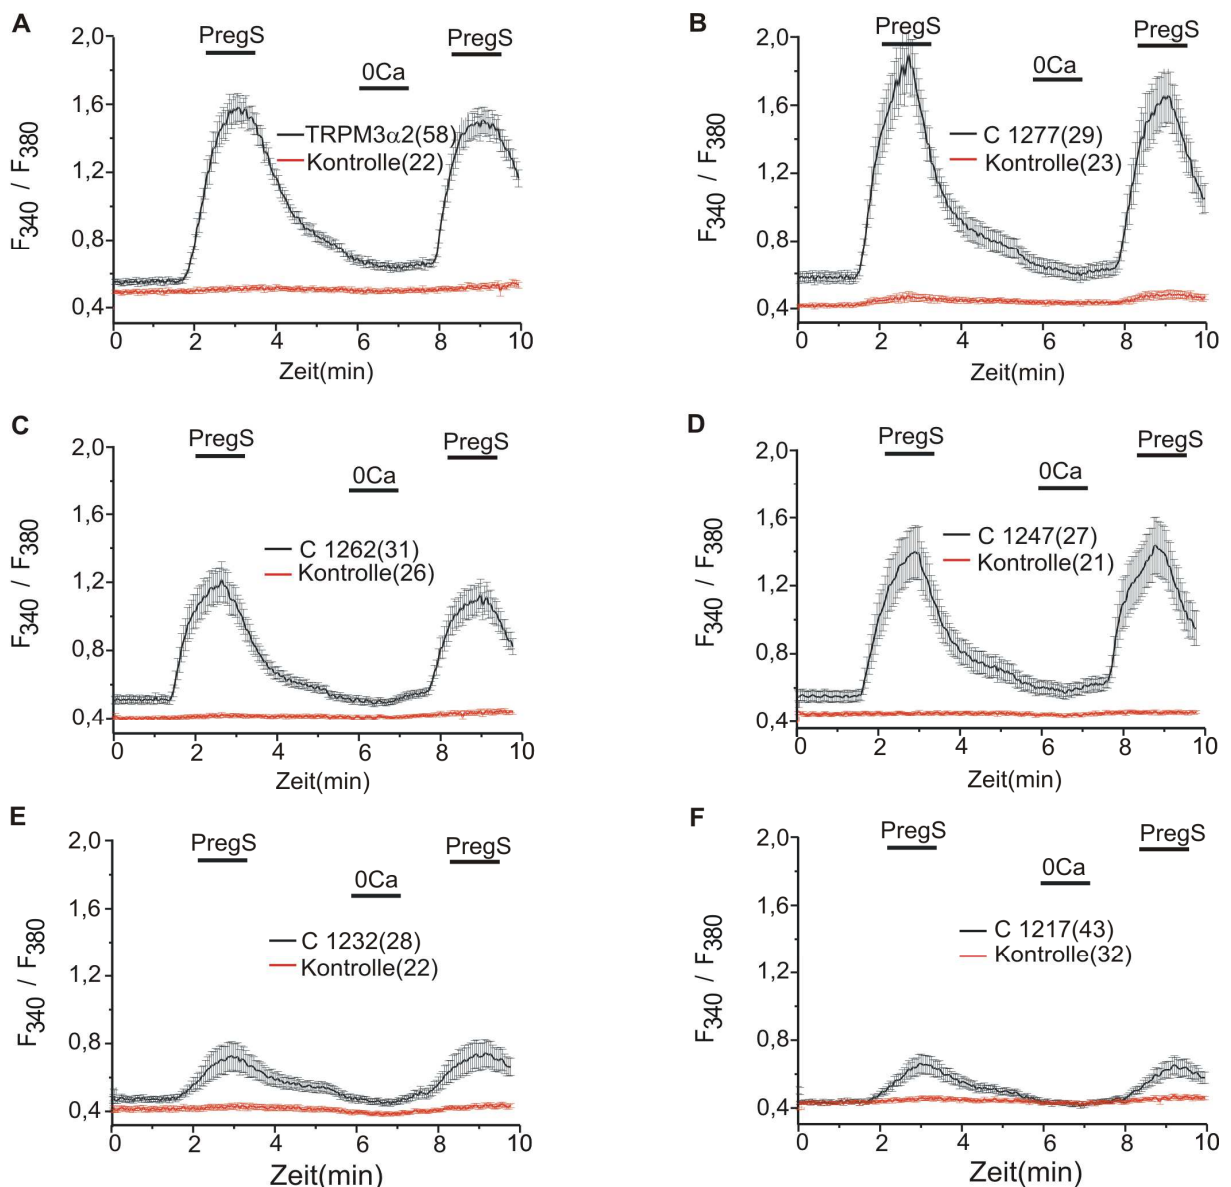 A
PregS
PregS
0Ca
2,0
1,6
1,2
0,8
0,4
F340 / F380
TRPM3α2(58)
Kontrolle(22)
0 2 4 6 8 10
Zeit(min)
B
PregS
PregS
0Ca
2,0
1,6
1,2
0,8
0,4
F340 / F380
C 1277(29)
Kontrolle(23)
0 2 4 6 8 10
Zeit(min)
C
PregS
PregS
0Ca
2,0
1,6
1,2
0,8
0,4
F340 / F380
C 1262(31)
Kontrolle(26)
0 2 4 6 8 10
Zeit(min)
D
PregS
PregS
0Ca
2,0
1,6
1,2
0,8
0,4
F340 / F380
C 1247(27)
Kontrolle(21)
0 2 4 6 8 10
Zeit(min)
E
PregS
PregS
0Ca
2,0
1,6
1,2
0,8
0,4
F340 / F380
C 1232(28)
Kontrolle(22)
0 2 4 6 8 10
Zeit(min)
F
PregS
PregS
0Ca
2,0
1,6
1,2
0,8
0,4
F340 / F380
C 1217(43)
Kontrolle(32)
0 2 4 6 8 10
Zeit(min)